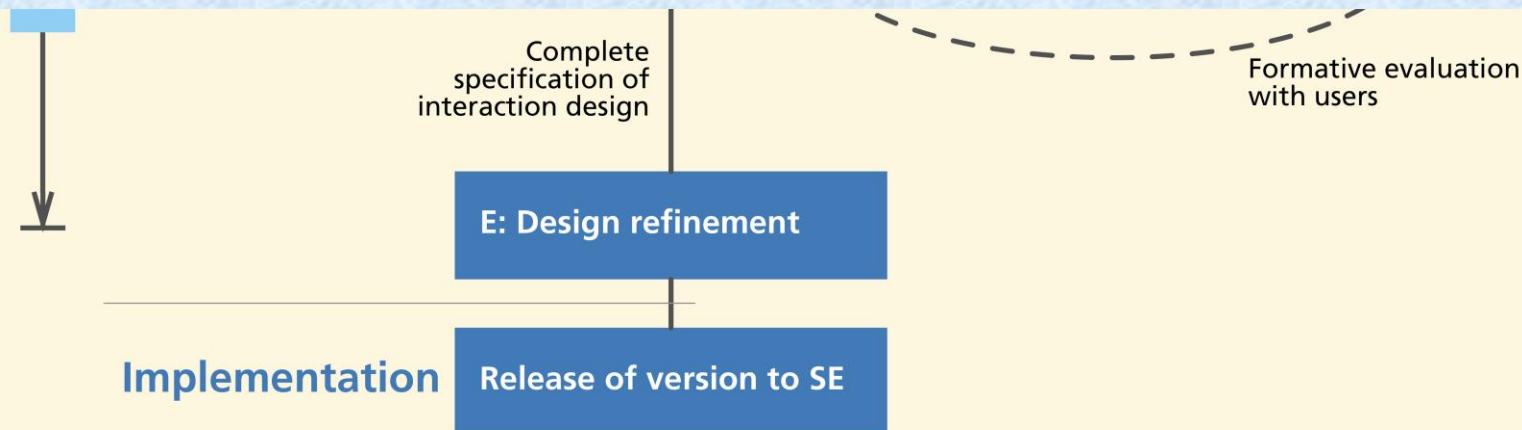 Complete
specification of
interaction design
Formative evaluation
with users
E: Design refinement
Implementation
Release of version to SE